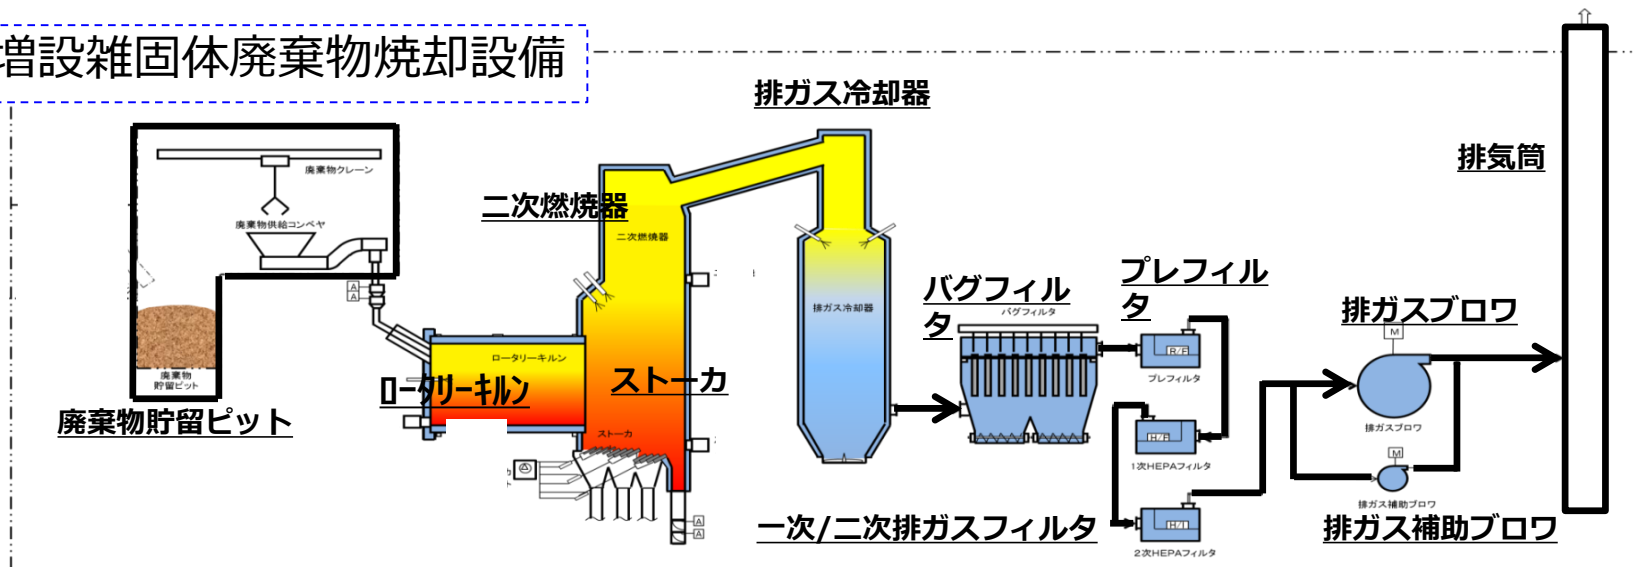 増設雑固体廃棄物焼却設備
排ガス冷却器
排気筒
廃棄物クレーン
廃棄物供給コンベヤ
二次燃焼器
二次燃焼器
A
A
プレフィル
タ
バグフィル
タ
バグフィルタ
排ガスブロワ
M
排ガス冷却器
ロータリーキルン
ロータリーキルン
ストーカ
R/F
プレフィルタ
廃棄物
貯留ピット
廃棄物貯留ピット
ストーカ
H/F
1次HEPAフィルタ
排ガスブロワ
M
排ガス補助ブロワ
排ガス補助ブロワ
A
A
一次/二次排ガスフィルタ
2次HEPAフィルタ